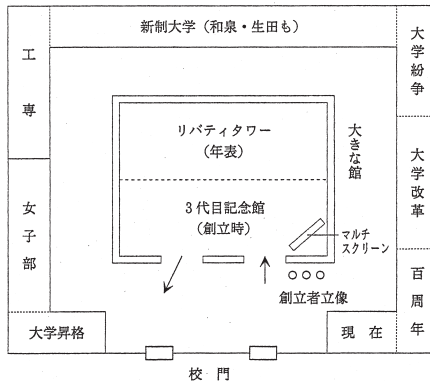 新制大学（和泉・生田も）
工専
女子部
大学昇格
大学紛争
大学改革
百周年
現在
大きな館
リバティタワー
（年表）
3代目記念館
（創立時）
マルチ
スクリーン
創立者立像
校門